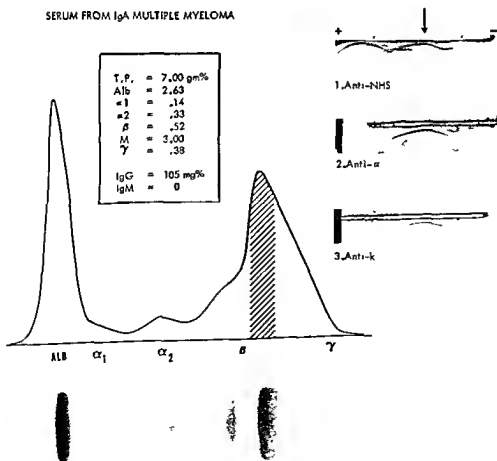 SERUM FROM IgA MULTIPLE MYELOMA
T.P. = 7.00 gm%
Alb = 2.63
α1 = .14
α2 = .33
β = .52
M = 3.00
γ = .38
IgG = 105 mg%
IgM = 0
+ −
1.Anti-NHS
2.Anti-α
3.Anti-k
ALB α1 α2 β γ